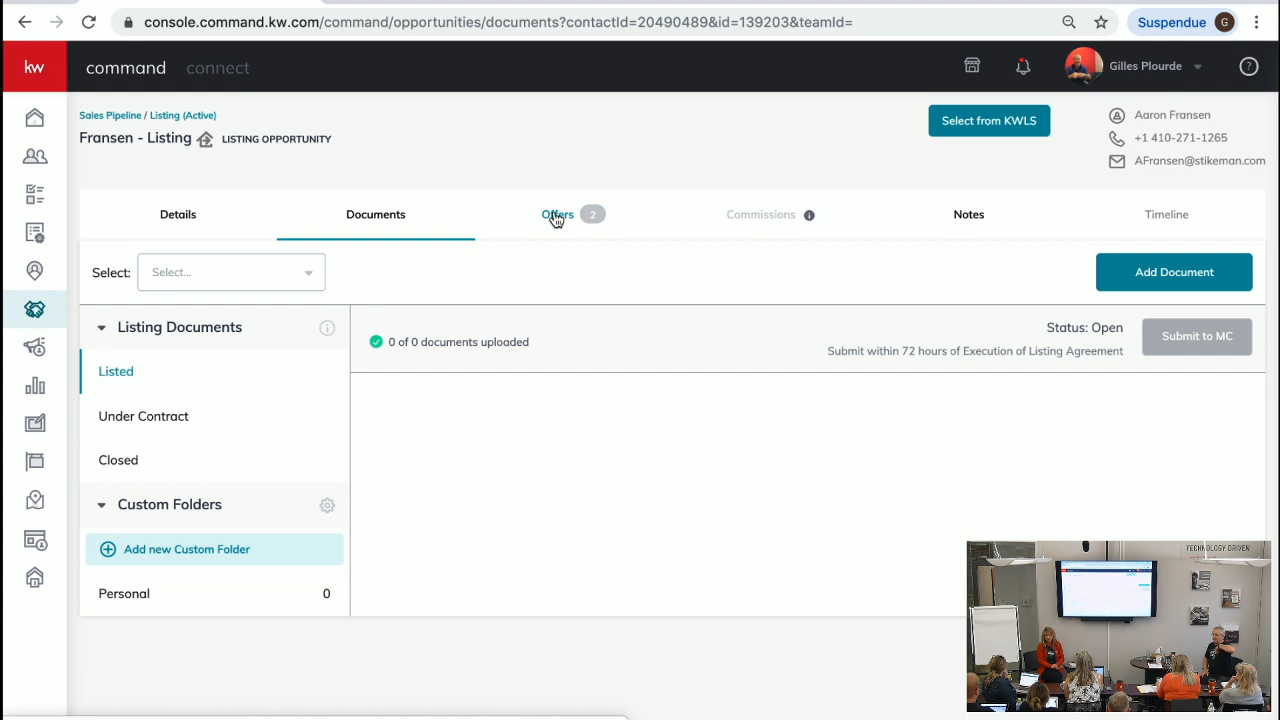 console.command.kw.com/command/opportunities/documents?contactId=20490489&id=139203&teamId=
Suspendue G
kw command connect
Gilles Plourde
Sales Pipeline / Listing (Active)
Fransen - Listing LISTING OPPORTUNITY
Select from KWLS
Aaron Fransen
+1 410-271-1265
AFransen@stikeman.com
Details Documents Offers 2 Commissions Notes Timeline
Select: Select... Add Document
Listing Documents
Listed
Under Contract
Closed
Custom Folders
Add new Custom Folder
Personal 0
0 of 0 documents uploaded
Status: Open
Submit within 72 hours of Execution of Listing Agreement
Submit to MC
TECHNOLOGY DRIVEN